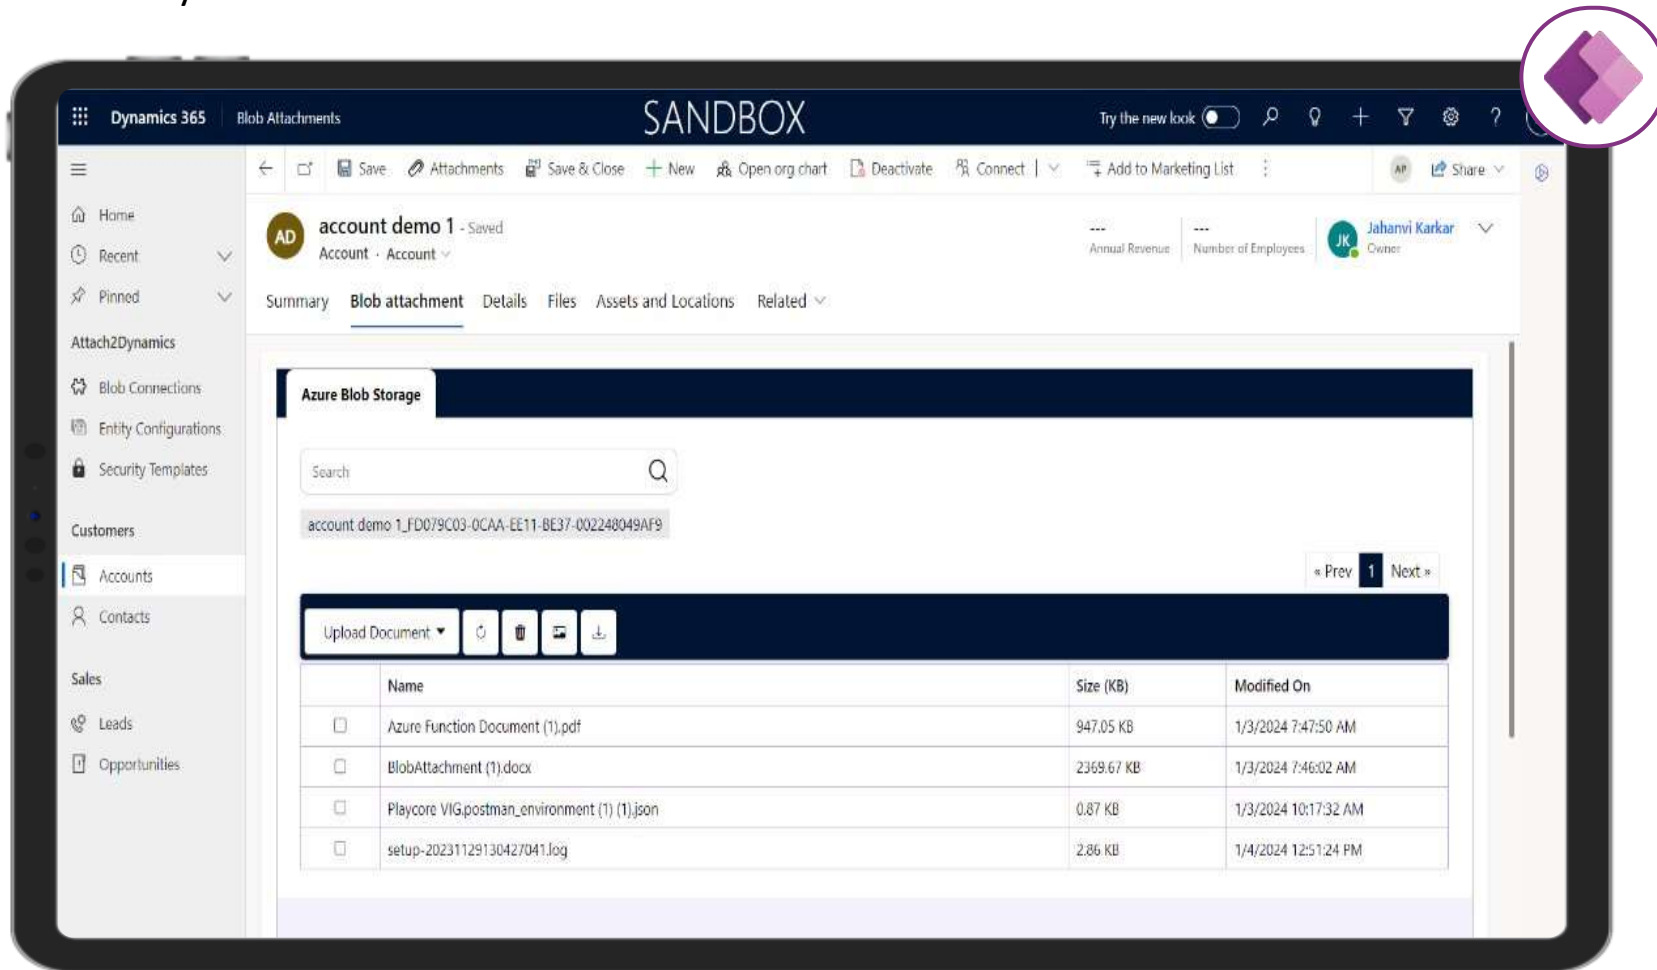 Dynamics 365 Blob Attachments SANDBOX Try the new look ?
Save Attachments Save & Close New Open org chart Deactivate Connect Add to Marketing List AP Share
Home
Recent
Pinned
Attach2Dynamics
Blob Connections
Entity Configurations
Security Templates
Customers
Accounts
Contacts
Sales
Leads
Opportunities
AD account demo 1 - Saved
Account · Account
--- Annual Revenue
--- Number of Employees
JK Jahanvi Karkar
Owner
Summary Blob attachment Details Files Assets and Locations Related
Azure Blob Storage
Search
account demo 1_FD079C03-0CAA-EE11-BE37-002248049AF9
« Prev 1 Next »
Upload Document
Name Size (KB) Modified On
Azure Function Document (1).pdf 947.05 KB 1/3/2024 7:47:50 AM
BlobAttachment (1).docx 2369.67 KB 1/3/2024 7:46:02 AM
Playcore VIG.postman_environment (1) (1).json 0.87 KB 1/3/2024 10:17:32 AM
setup-20231129130427041.log 2.86 KB 1/4/2024 12:51:24 PM